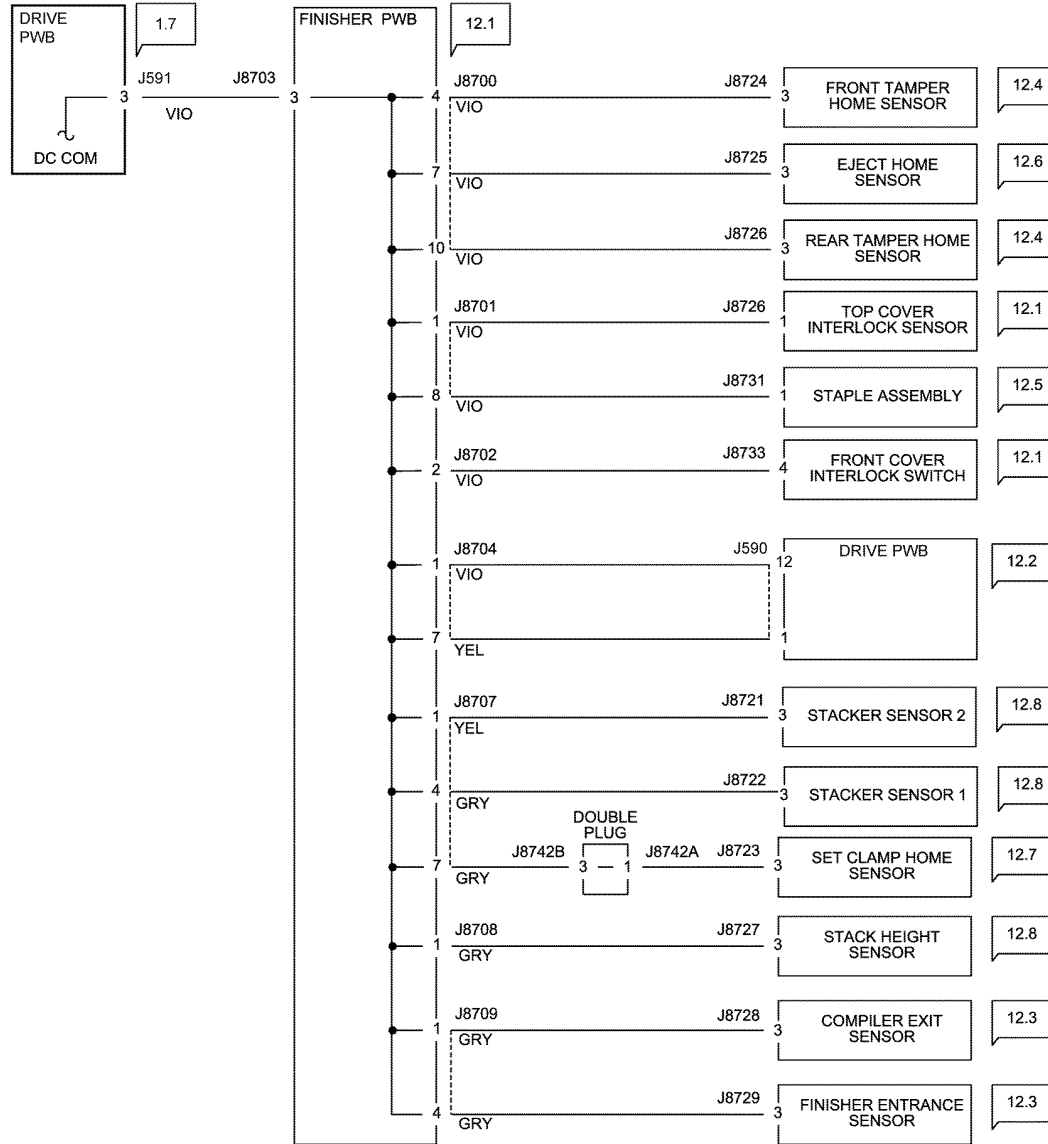 DRIVE
PWB
1.7
FINISHER PWB
12.1
J591
J8703
3
VIO
3
DC COM
J8700
J8724
4
VIO
3
FRONT TAMPER
HOME SENSOR
12.4
J8725
7
VIO
3
EJECT HOME
SENSOR
12.6
J8726
10
VIO
3
REAR TAMPER HOME
SENSOR
12.4
J8701
J8726
1
VIO
1
TOP COVER
INTERLOCK SENSOR
12.1
J8731
8
VIO
1
STAPLE ASSEMBLY
12.5
J8702
J8733
2
VIO
4
FRONT COVER
INTERLOCK SWITCH
12.1
J8704
J590
1
VIO
12
DRIVE PWB
12.2
7
YEL
1
J8707
J8721
1
YEL
3
STACKER SENSOR 2
12.8
J8722
4
GRY
3
STACKER SENSOR 1
12.8
DOUBLE
PLUG
J8742B
J8742A
J8723
7
GRY
3
1
3
SET CLAMP HOME
SENSOR
12.7
J8708
J8727
1
GRY
3
STACK HEIGHT
SENSOR
12.8
J8709
J8728
1
GRY
3
COMPILER EXIT
SENSOR
12.3
J8729
4
GRY
3
FINISHER ENTRANCE
SENSOR
12.3